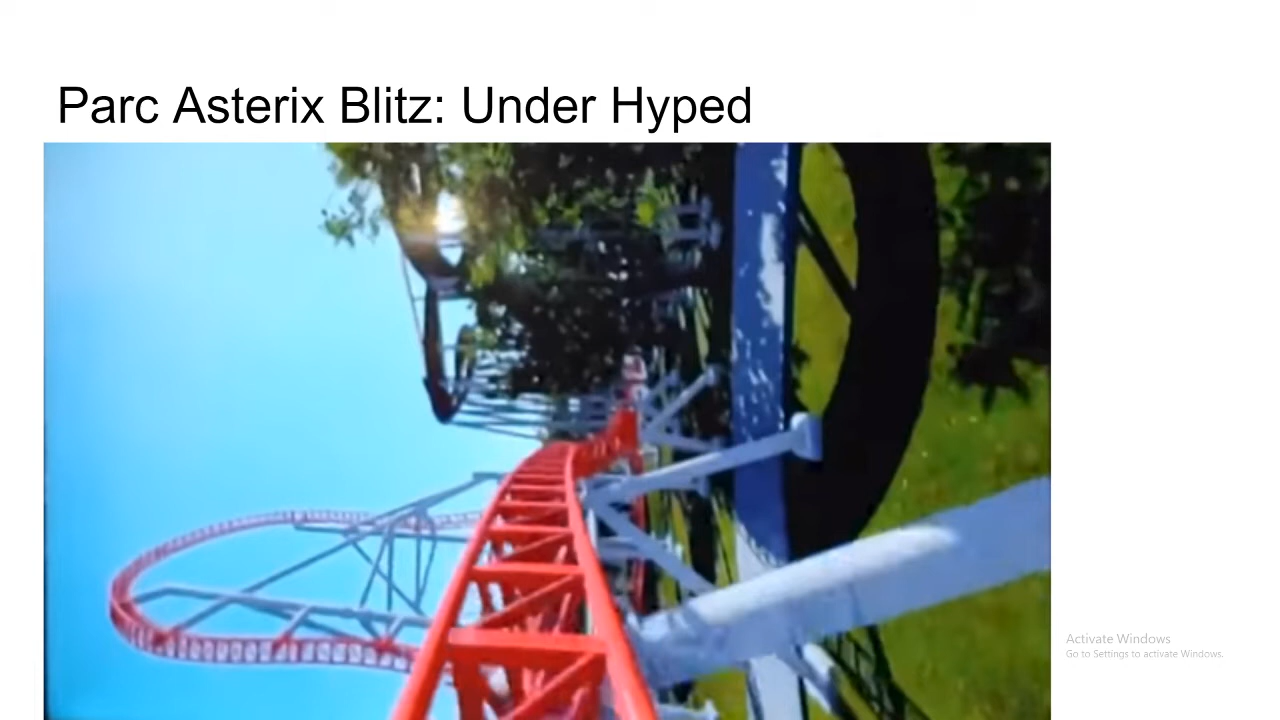 Parc Asterix Blitz: Under Hyped
Activate Windows
Go to Settings to activate Windows.